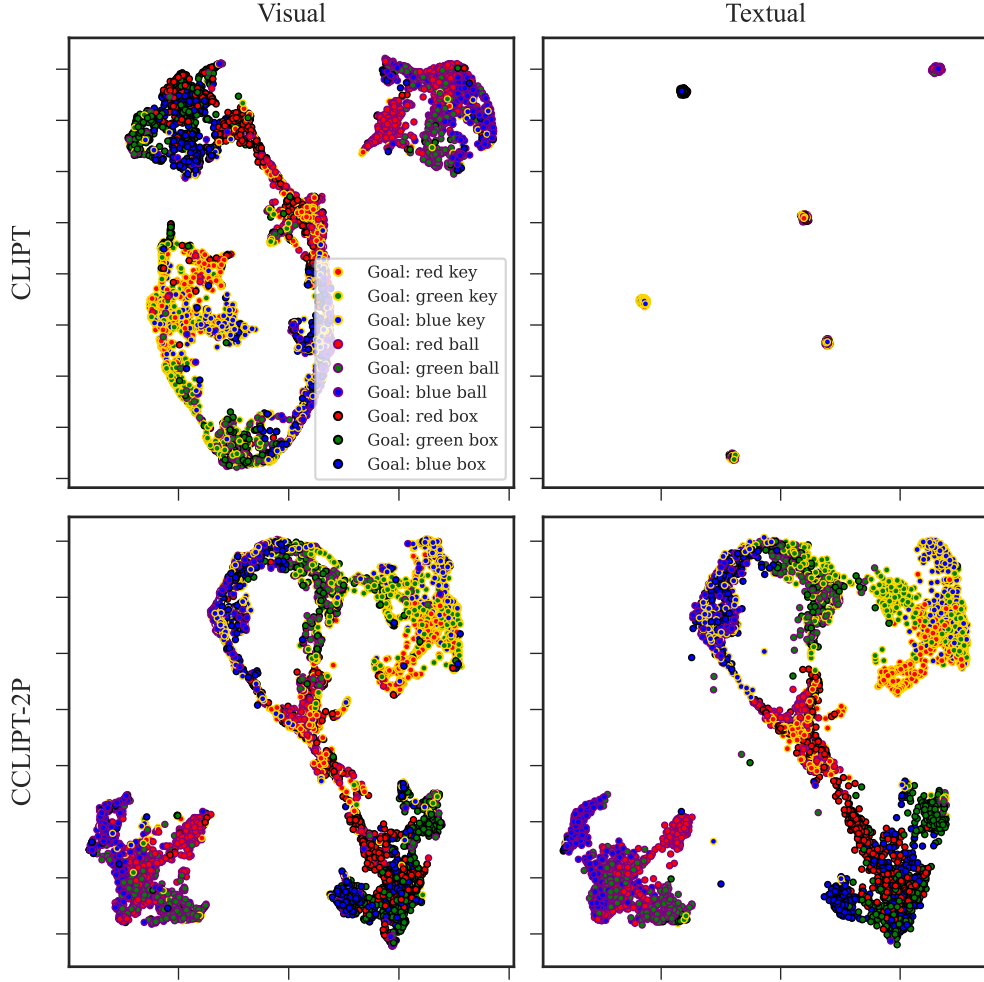 Visual
Textual
CLIPT
Goal: red key
Goal: green key
Goal: blue key
Goal: red ball
Goal: green ball
Goal: blue ball
Goal: red box
Goal: green box
Goal: blue box
CCLIPT-2P